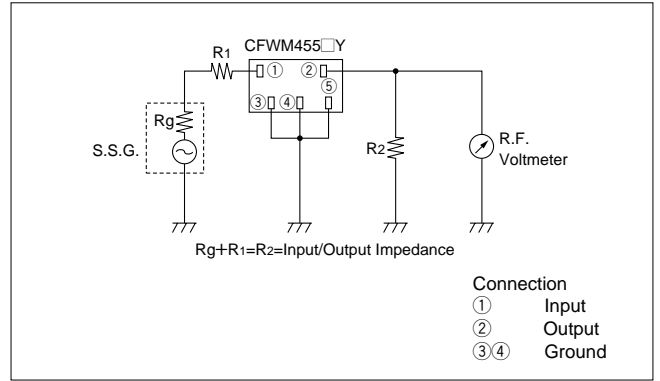 CFWM455□Y
R1
① ②
⑤
③ ④
Rg
S.S.G.
R2
R.F.
Voltmeter
Rg+R1=R2=Input/Output Impedance
Connection
① Input
② Output
③④ Ground